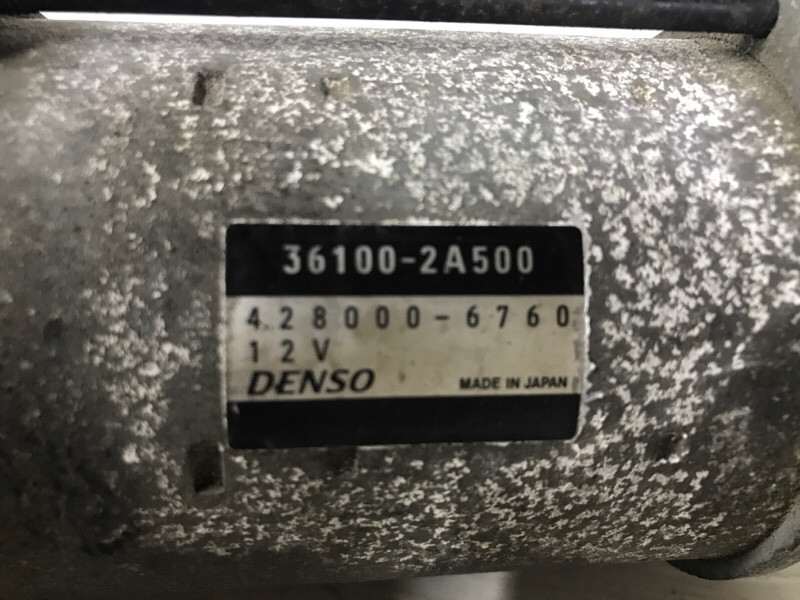 36100-2A500
428000-6760
12V
DENSO MADE IN JAPAN